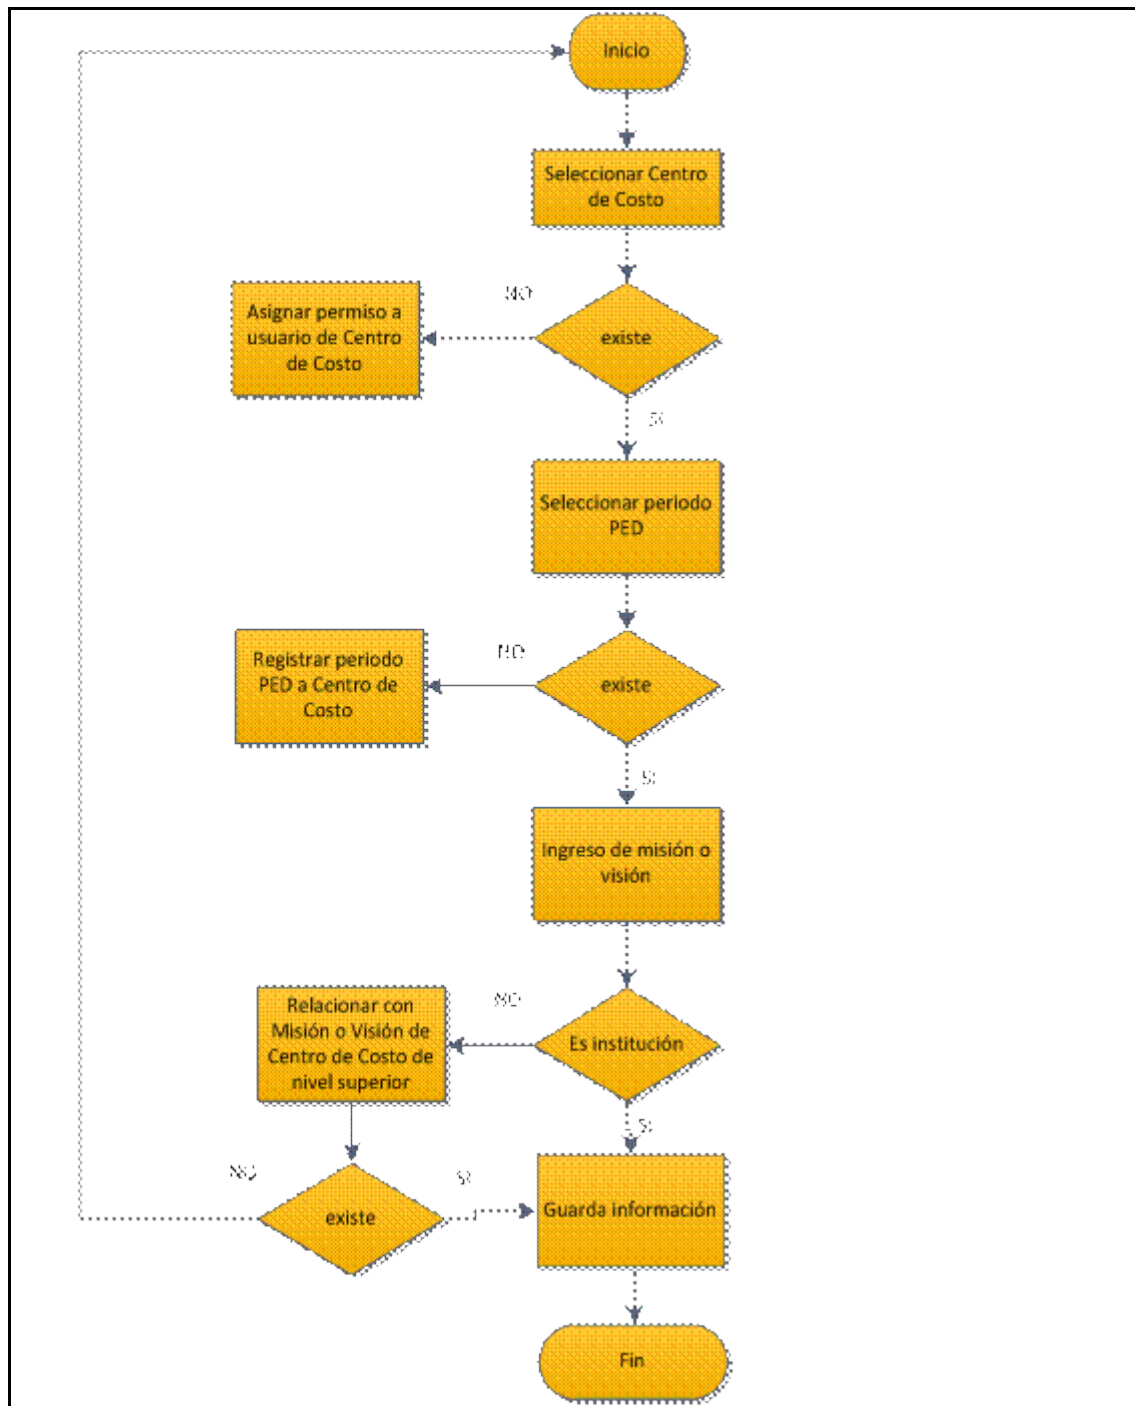 Inicio
Seleccionar Centro
de Costo
NO
existe
Asignar permiso a
usuario de Centro
de Costo
SI
Seleccionar periodo
PED
NO
existe
Registrar periodo
PED a Centro de
Costo
SI
Ingreso de misión o
visión
NO
Es institución
Relacionar con
Misión o Visión de
Centro de Costo de
nivel superior
SI
NO
existe
SI
Guarda información
Fin